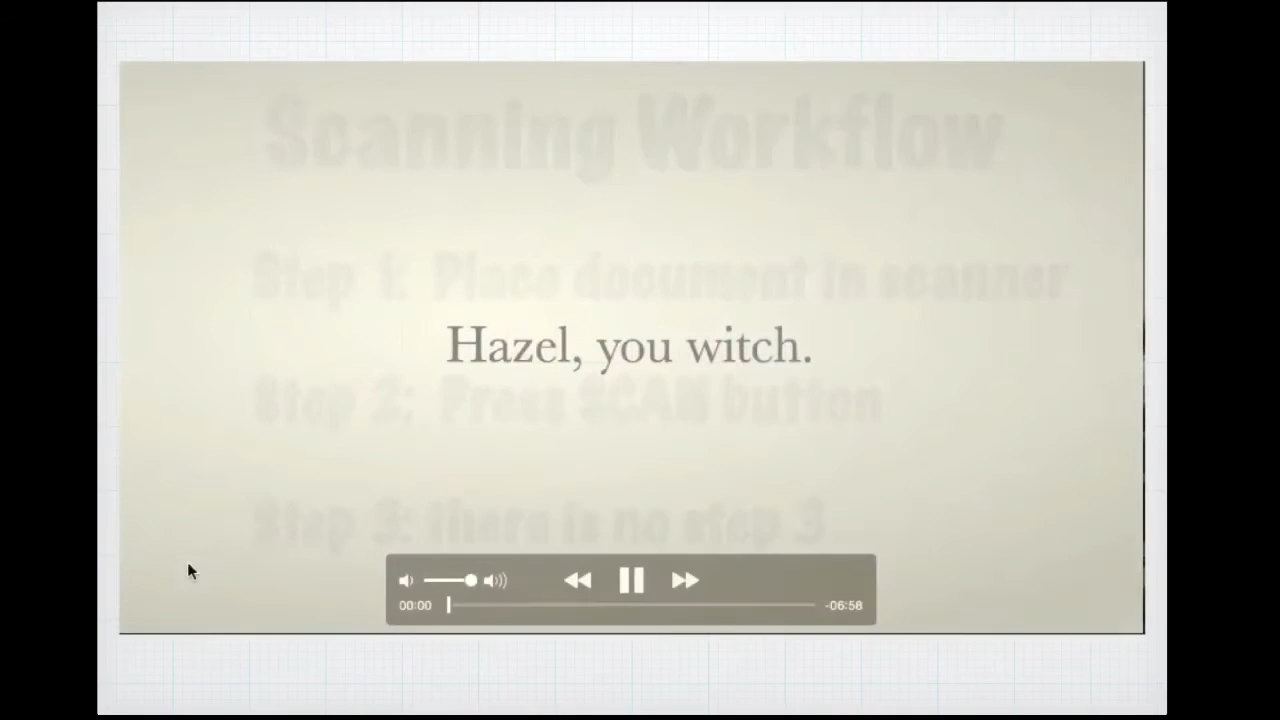 Scanning Workflow
Step 1: Place document in scanner
Hazel, you witch.
Step 2: Press SCAN button
Step 3: there is no step 3
00:00
-06:58